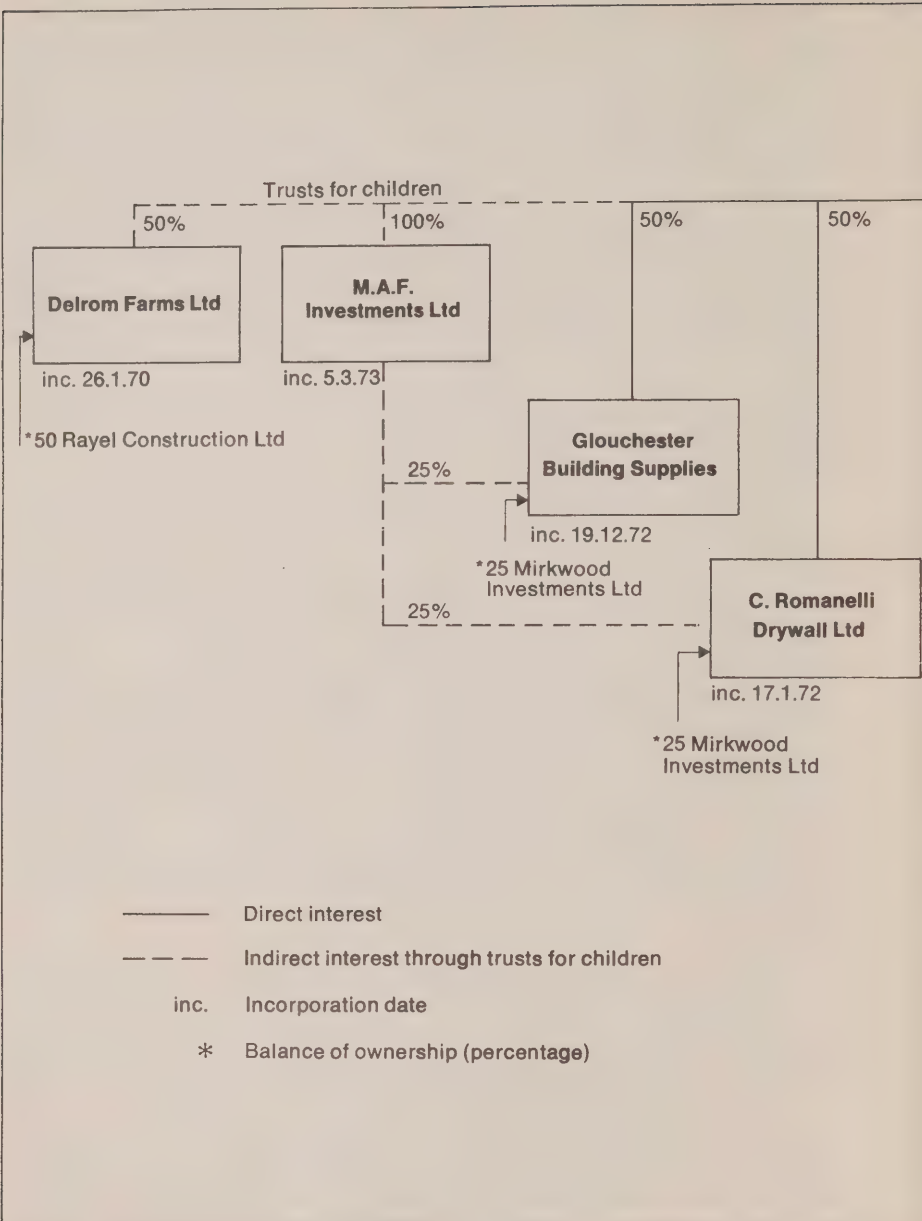 Trusts for children
50%
100%
50%
50%
Delrom Farms Ltd
M.A.F.
Investments Ltd
inc. 26.1.70
inc. 5.3.73
*50 Rayel Construction Ltd
Glouchester
Building Supplies
25%
inc. 19.12.72
*25 Mirkwood
Investments Ltd
C. Romanelli
Drywall Ltd
25%
inc. 17.1.72
*25 Mirkwood
Investments Ltd
Direct interest
Indirect interest through trusts for children
inc. Incorporation date
* Balance of ownership (percentage)